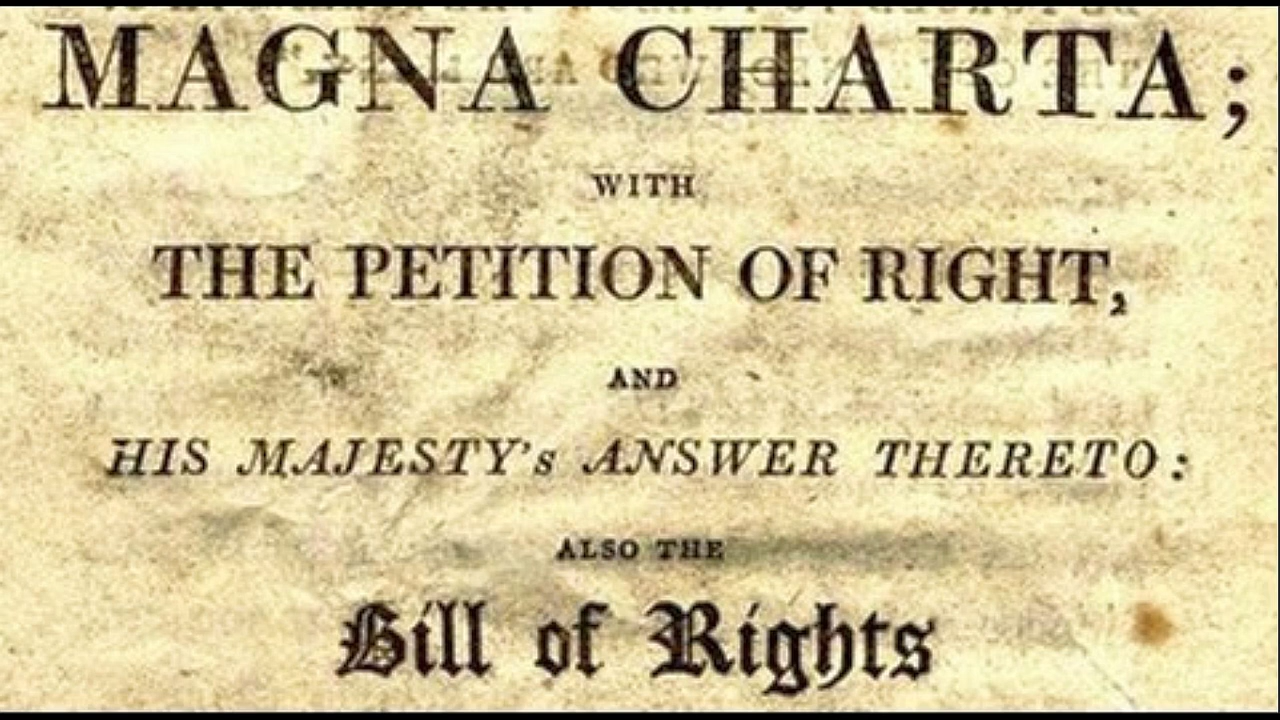 MAGNA CHARTA;
WITH
THE PETITION OF RIGHT,
AND
HIS MAJESTY's ANSWER THERETO:
ALSO THE
Bill of Rights